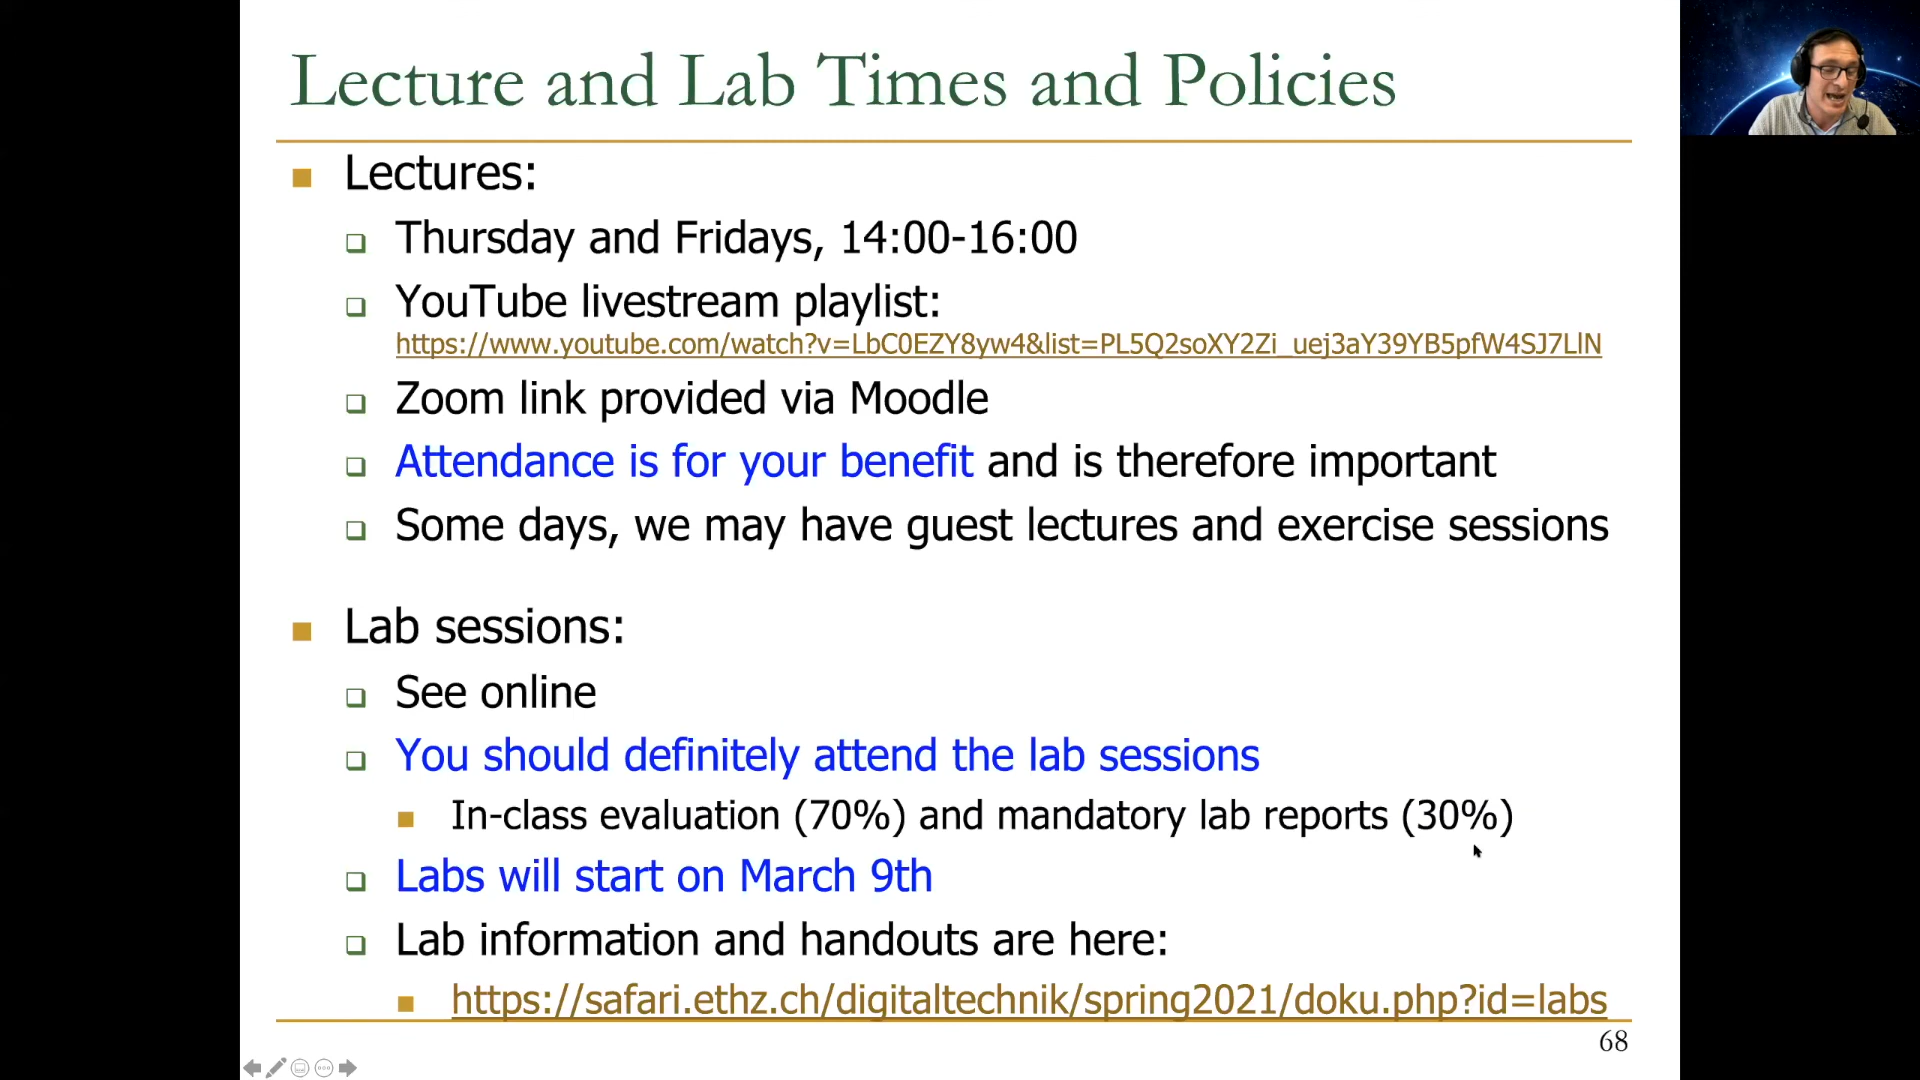 Lecture and Lab Times and Policies
Lectures:
Thursday and Fridays, 14:00-16:00
YouTube livestream playlist:
https://www.youtube.com/watch?v=LbC0EZY8yw4&list=PL5Q2soXY2Zi_uej3aY39YB5pfW4SJ7LlN
Zoom link provided via Moodle
Attendance is for your benefit and is therefore important
Some days, we may have guest lectures and exercise sessions
Lab sessions:
See online
You should definitely attend the lab sessions
In-class evaluation (70%) and mandatory lab reports (30%)
Labs will start on March 9th
Lab information and handouts are here:
https://safari.ethz.ch/digitaltechnik/spring2021/doku.php?id=labs
68